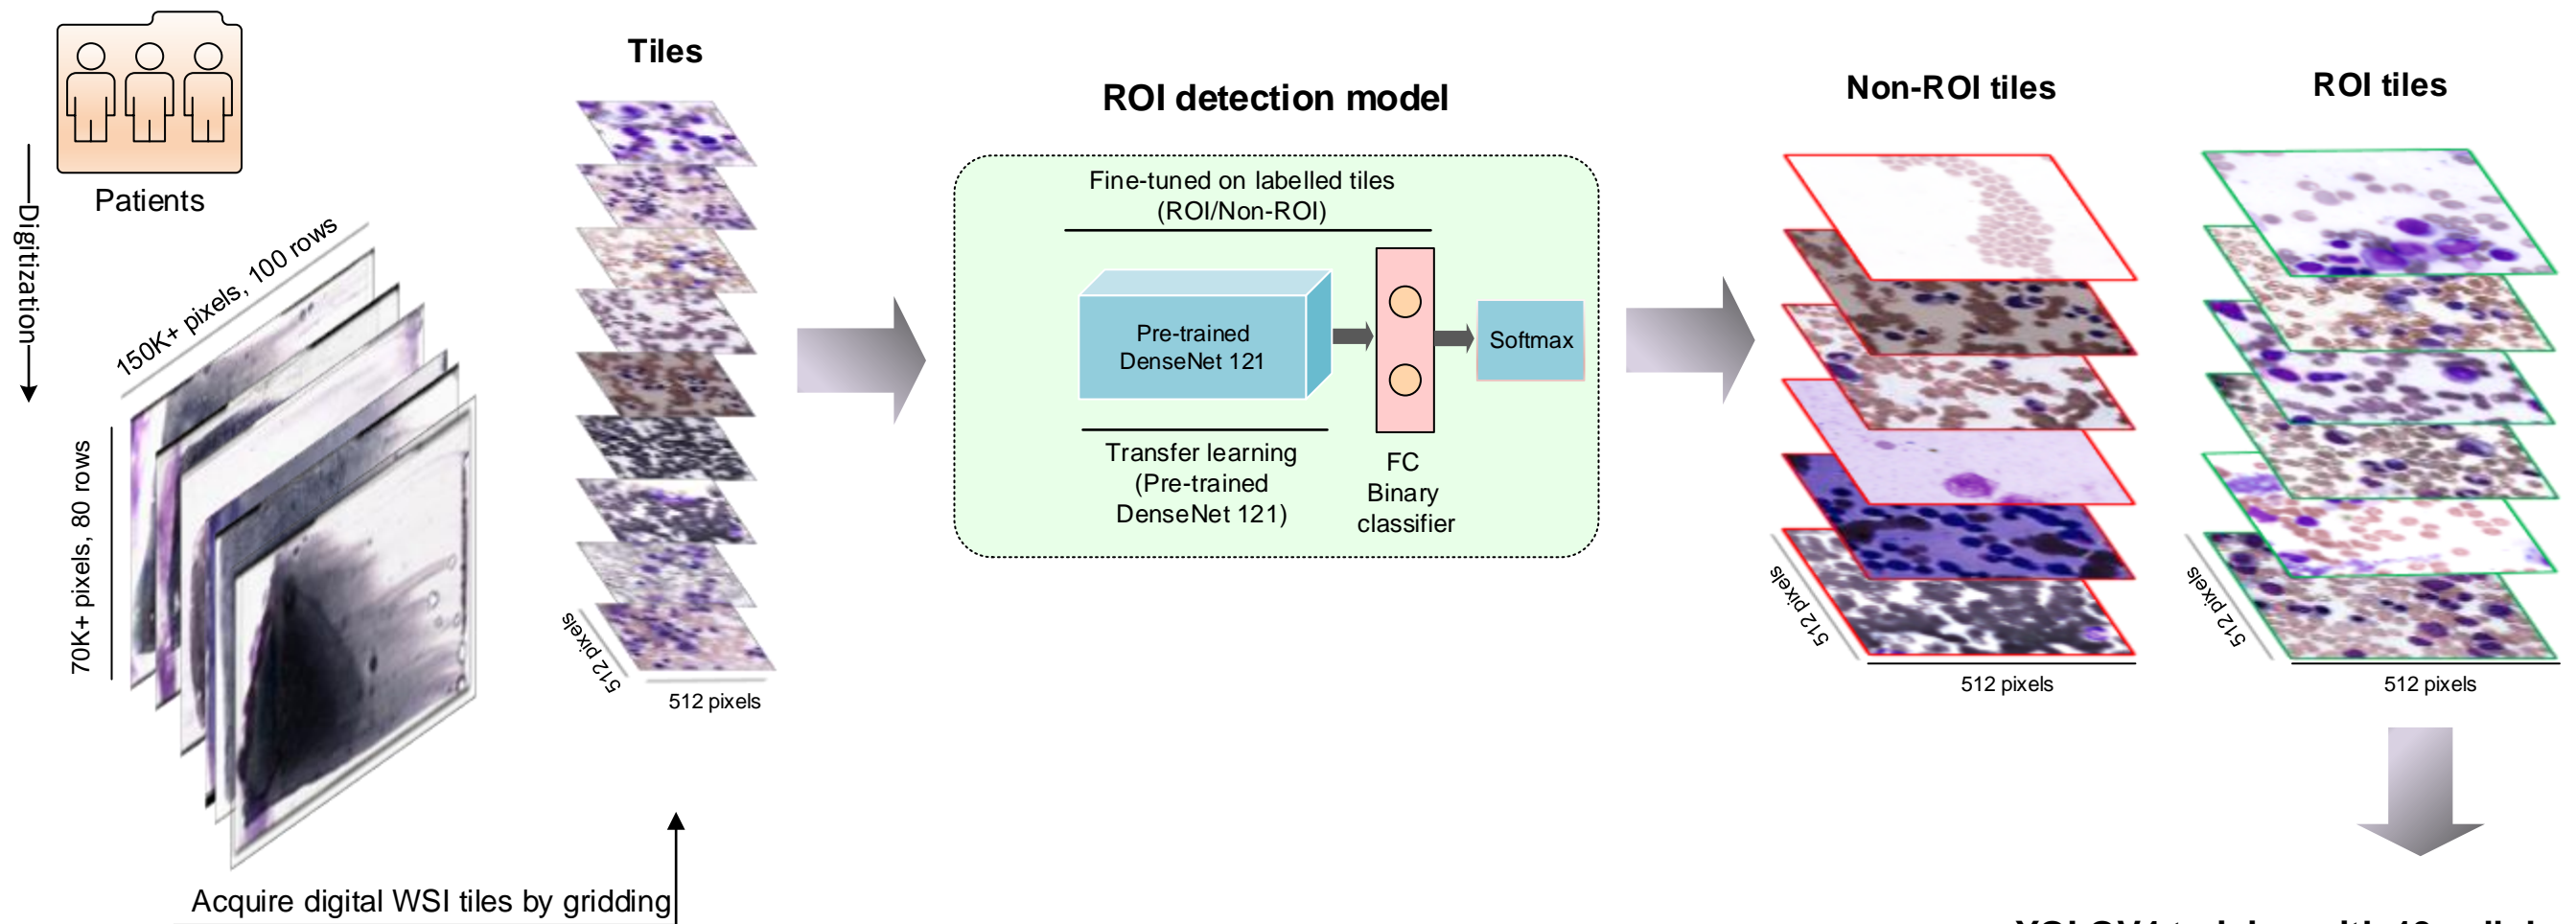 Patients
Digitization
150K+ pixels, 100 rows
70K+ pixels, 80 rows
Acquire digital WSI tiles by gridding
Tiles
512 pixels
512 pixels
ROI detection model
Fine-tuned on labelled tiles
(ROI/Non-ROI)
Pre-trained
DenseNet 121
Softmax
Transfer learning
(Pre-trained
DenseNet 121)
FC
Binary
classifier
Non-ROI tiles
512 pixels
512 pixels
ROI tiles
512 pixels
512 pixels